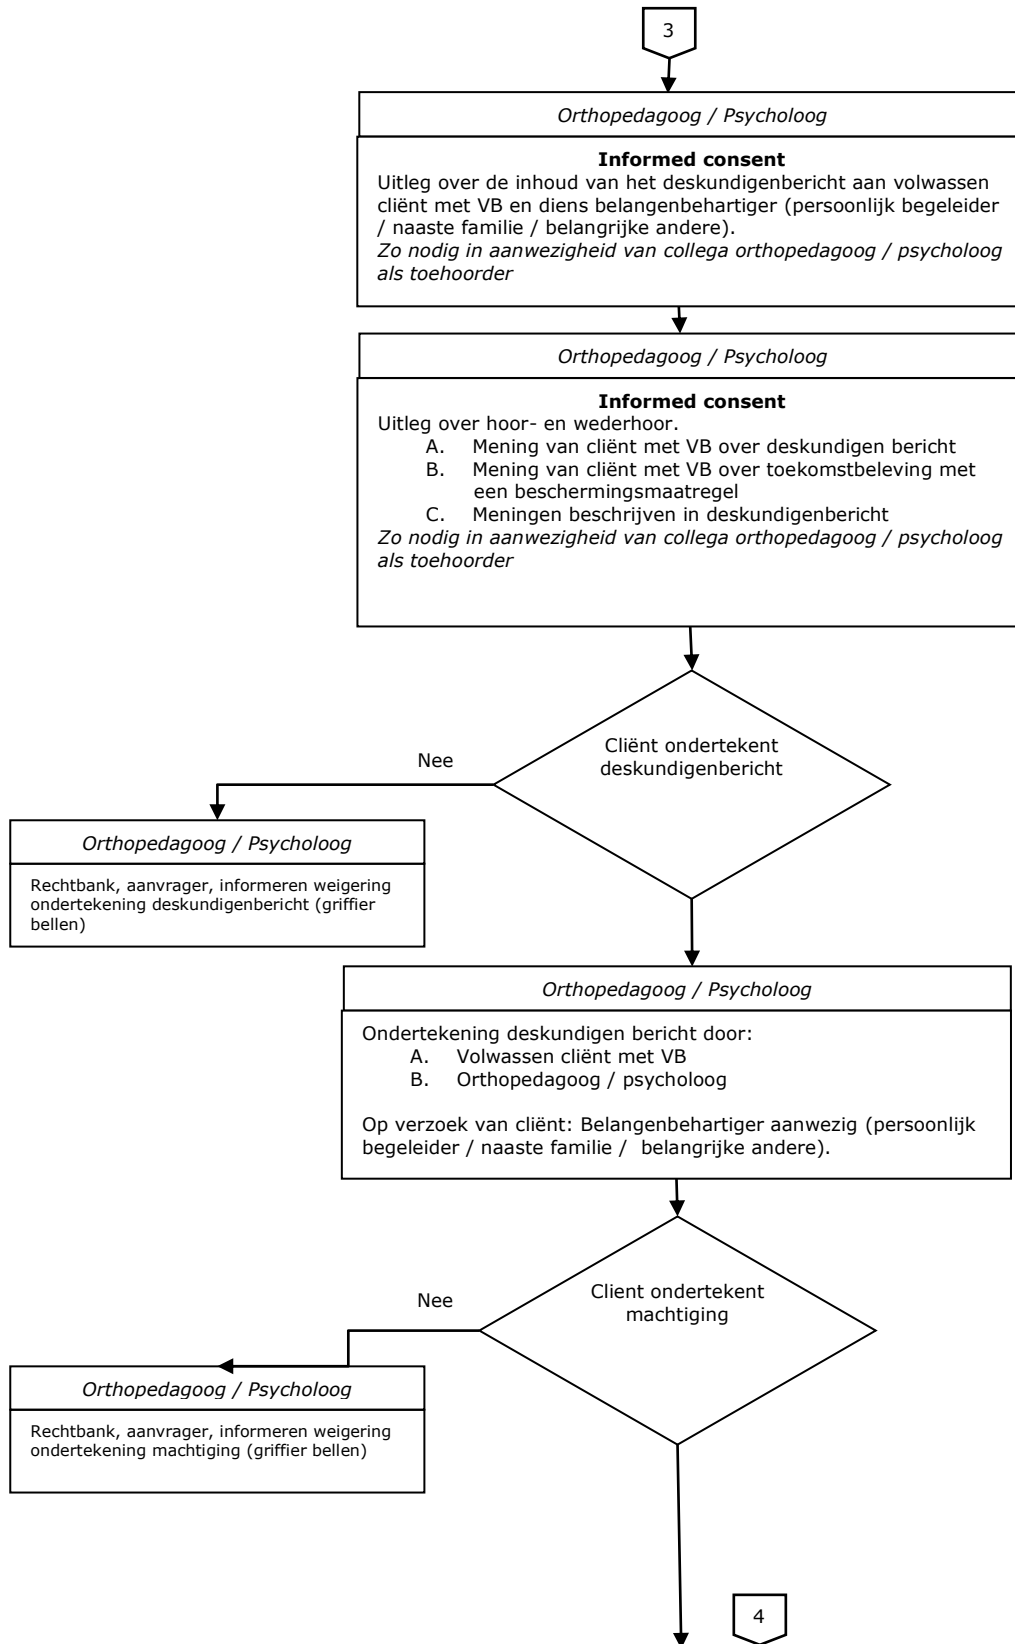 3
Orthopedagoog / Psycholoog
Informed consent
Uitleg over de inhoud van het deskundigenbericht aan volwassen
cliënt met VB en diens belangenbehartiger (persoonlijk begeleider
/ naaste familie / belangrijke andere).
Zo nodig in aanwezigheid van collega orthopedagoog / psycholoog
als toehoorder
Orthopedagoog / Psycholoog
Informed consent
Uitleg over hoor- en wederhoor.
A. Mening van cliënt met VB over deskundigen bericht
B. Mening van cliënt met VB over toekomstbeleving met
een beschermingsmaatregel
C. Meningen beschrijven in deskundigenbericht
Zo nodig in aanwezigheid van collega orthopedagoog / psycholoog
als toehoorder
Cliënt ondertekent
deskundigenbericht
Nee
Orthopedagoog / Psycholoog
Rechtbank, aanvrager, informeren weigering
ondertekening deskundigenbericht (griffier
bellen)
Orthopedagoog / Psycholoog
Ondertekening deskundigen bericht door:
A. Volwassen cliënt met VB
B. Orthopedagoog / psycholoog
Op verzoek van cliënt: Belangenbehartiger aanwezig (persoonlijk
begeleider / naaste familie / belangrijke andere).
Client ondertekent
machtiging
Nee
Orthopedagoog / Psycholoog
Rechtbank, aanvrager, informeren weigering
ondertekening machtiging (griffier bellen)
4